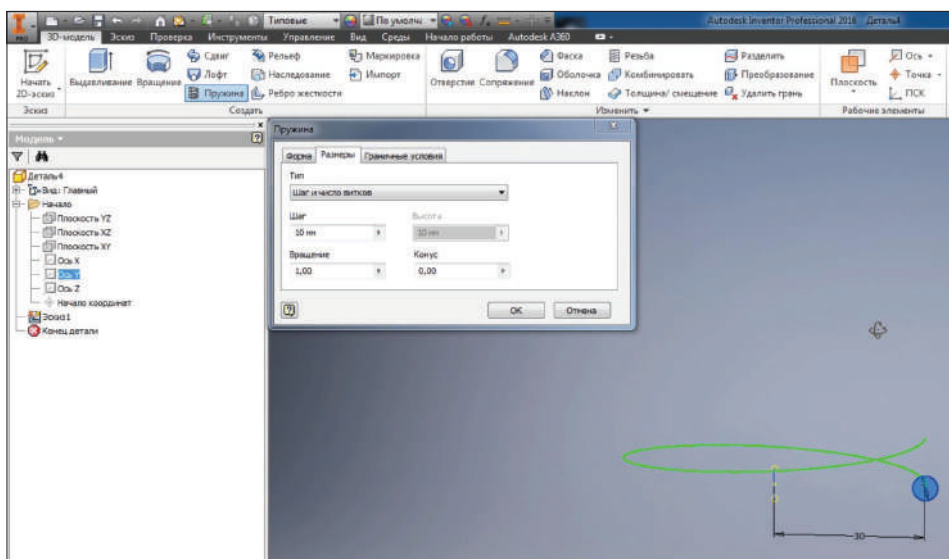 PRO
Типовые
По умолч
Autodesk Inventor Professional 2016 Деталь4
3D-модель Эскиз Проверка Инструменты Управление Вид Среды Начало работы Autodesk A360
Начать 2D-эскиз
Выдавливание Вращение
Сдвиг
Лофт
Пружина
Рельеф
Наследование
Ребро жесткости
Маркировка
Импорт
Отверстие Сопряжение
Фаска
Оболочка
Наклон
Резьба
Комбинировать
Толщина/ смещение
Разделить
Преобразование
Удалить грань
Плоскость
Ось
Точка
ПСК
Эскиз Создать Изменить Рабочие элементы
Модель
Деталь4
Вид: Главный
Начало
Плоскость YZ
Плоскость XZ
Плоскость XY
Ось X
Ось Y
Ось Z
Начало координат
Эскиз1
Конец детали
Пружина
Форма Размеры Граничные условия
Тип
Шаг и число витков
Шаг Высота
10 мм 10 мм
Вращение Конус
1,00 0,00
OK Отмена
30